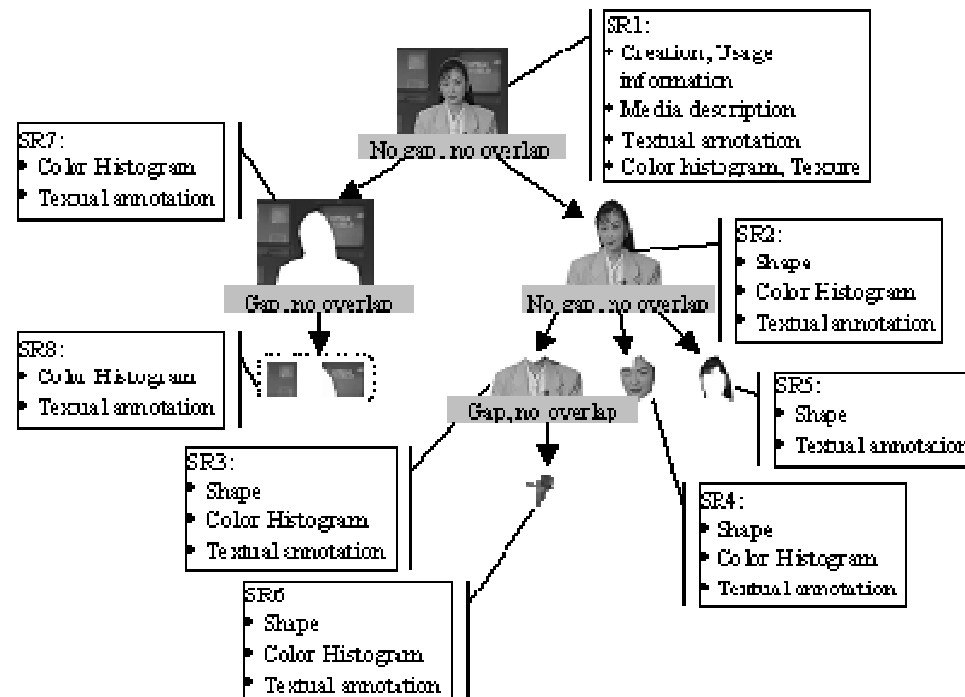 SR1:
Creation, Usage
information
Media description
Textual annotation
Color histogram, Texture
No gap, no overlap
SR7:
Color Histogram
Textual annotation
Gap, no overlap
SR2:
Shape
Color Histogram
Textual annotation
No gap, no overlap
SR8:
Color Histogram
Textual annotation
SR5:
Shape
Textual annotation
Gap, no overlap
SR3:
Shape
Color Histogram
Textual annotation
SR4:
Shape
Color Histogram
Textual annotation
SR6
Shape
Color Histogram
Textual annotation